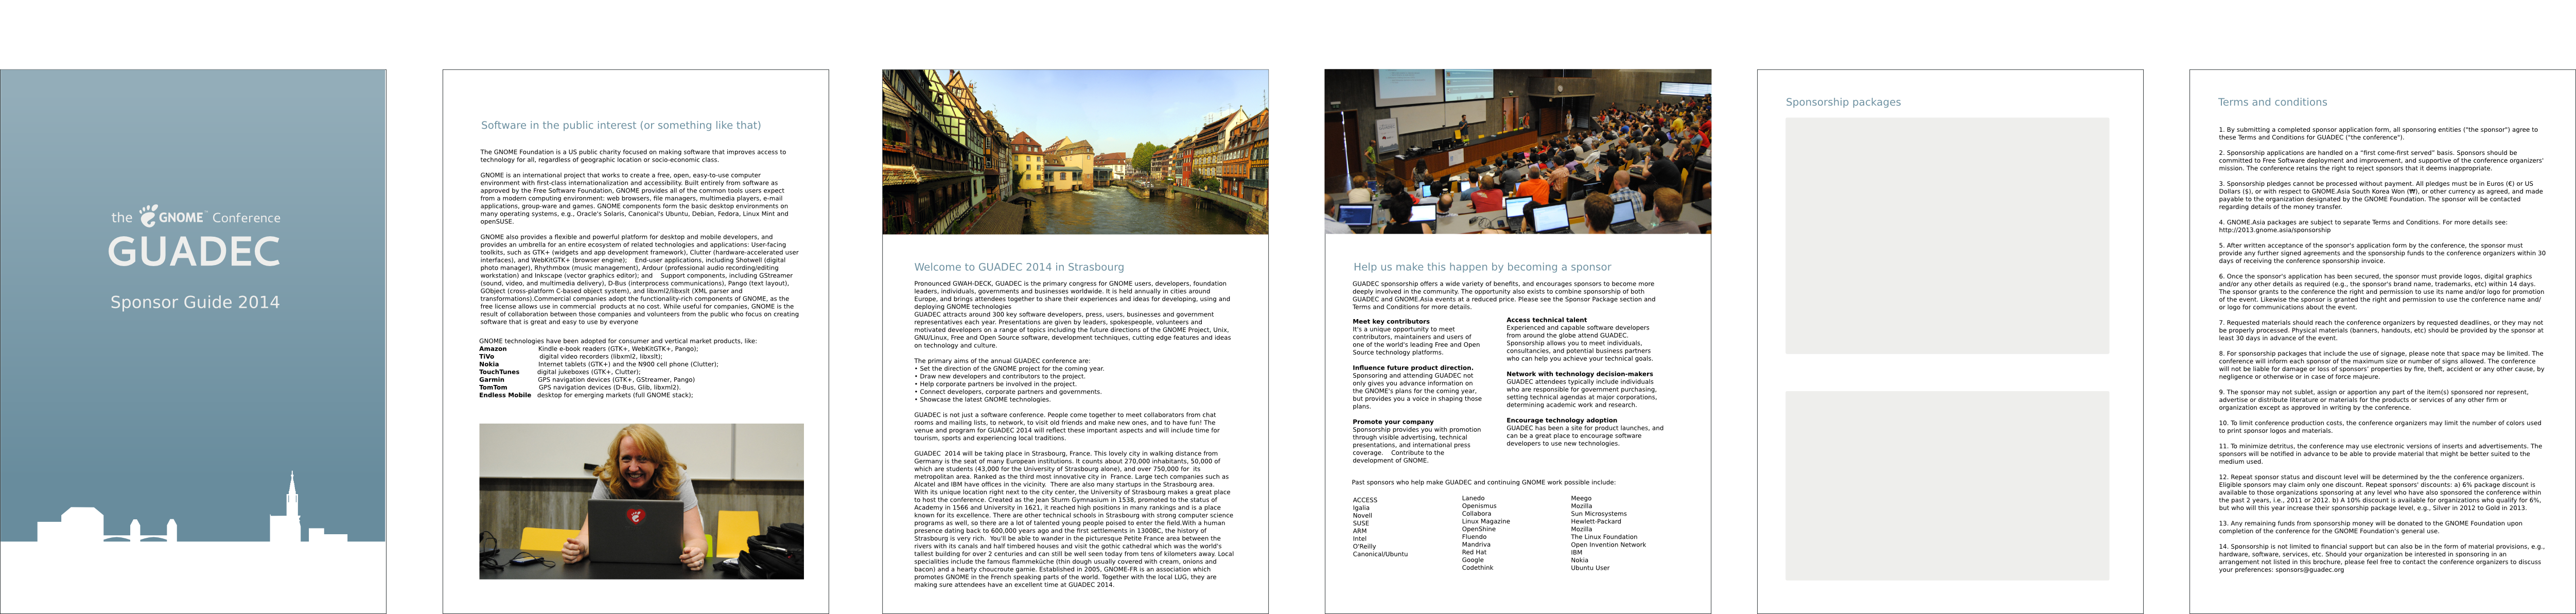 the GNOME™ Conference
GUADEC
Sponsor Guide 2014
Software in the public interest (or something like that)
The GNOME Foundation is a US public charity focused on making software that improves access to
technology for all, regardless of geographic location or socio-economic class.
GNOME is an international project that works to create a free, open, easy-to-use computer
environment with first-class internationalization and accessibility. Built entirely from software as
approved by the Free Software Foundation, GNOME provides all of the common tools users expect
from a modern computing environment: web browsers, file managers, multimedia players, e-mail
applications, group-ware and games. GNOME components form the basic desktop environments on
many operating systems, e.g., Oracle's Solaris, Canonical's Ubuntu, Debian, Fedora, Linux Mint and
openSUSE.
GNOME also provides a flexible and powerful platform for desktop and mobile developers, and
provides an umbrella for an entire ecosystem of related technologies and applications: User-facing
toolkits, such as GTK+ (widgets and app development framework), Clutter (hardware-accelerated user
interfaces), and WebKitGTK+ (browser engine); End-user applications, including Shotwell (digital
photo manager), Rhythmbox (music management), Ardour (professional audio recording/editing
workstation) and Inkscape (vector graphics editor); and Support components, including GStreamer
(sound, video, and multimedia delivery), D-Bus (interprocess communications), Pango (text layout),
GObject (cross-platform C-based object system), and libxml2/libxslt (XML parser and
transformations).Commercial companies adopt the functionality-rich components of GNOME, as the
free license allows use in commercial products at no cost. While useful for companies, GNOME is the
result of collaboration between those companies and volunteers from the public who focus on creating
software that is great and easy to use by everyone
GNOME technologies have been adopted for consumer and vertical market products, like:
Amazon Kindle e-book readers (GTK+, WebKitGTK+, Pango);
TiVo digital video recorders (libxml2, libxslt);
Nokia Internet tablets (GTK+) and the N900 cell phone (Clutter);
TouchTunes digital jukeboxes (GTK+, Clutter);
Garmin GPS navigation devices (GTK+, GStreamer, Pango)
TomTom GPS navigation devices (D-Bus, Glib, libxml2).
Endless Mobile desktop for emerging markets (full GNOME stack);
Welcome to GUADEC 2014 in Strasbourg
Pronounced GWAH-DECK, GUADEC is the primary congress for GNOME users, developers, foundation
leaders, individuals, governments and businesses worldwide. It is held annually in cities around
Europe, and brings attendees together to share their experiences and ideas for developing, using and
deploying GNOME technologies
GUADEC attracts around 300 key software developers, press, users, businesses and government
representatives each year. Presentations are given by leaders, spokespeople, volunteers and
motivated developers on a range of topics including the future directions of the GNOME Project, Unix,
GNU/Linux, Free and Open Source software, development techniques, cutting edge features and ideas
on technology and culture.
The primary aims of the annual GUADEC conference are:
• Set the direction of the GNOME project for the coming year.
• Draw new developers and contributors to the project.
• Help corporate partners be involved in the project.
• Connect developers, corporate partners and governments.
• Showcase the latest GNOME technologies.
GUADEC is not just a software conference. People come together to meet collaborators from chat
rooms and mailing lists, to network, to visit old friends and make new ones, and to have fun! The
venue and program for GUADEC 2014 will reflect these important aspects and will include time for
tourism, sports and experiencing local traditions.
GUADEC 2014 will be taking place in Strasbourg, France. This lovely city in walking distance from
Germany is the seat of many European institutions. It counts about 270,000 inhabitants, 50,000 of
which are students (43,000 for the University of Strasbourg alone), and over 750,000 for its
metropolitan area. Ranked as the third most innovative city in France. Large tech companies such as
Alcatel and IBM have offices in the vicinity. There are also many startups in the Strasbourg area.
With its unique location right next to the city center, the University of Strasbourg makes a great place
to host the conference. Created as the Jean Sturm Gymnasium in 1538, promoted to the status of
Academy in 1566 and University in 1621, it reached high positions in many rankings and is a place
known for its excellence. There are other technical schools in Strasbourg with strong computer science
programs as well, so there are a lot of talented young people poised to enter the field.With a human
presence dating back to 600,000 years ago and the first settlements in 1300BC, the history of
Strasbourg is very rich. You'll be able to wander in the picturesque Petite France area between the
rivers with its canals and half timbered houses and visit the gothic cathedral which was the world's
tallest building for over 2 centuries and can still be well seen today from tens of kilometers away. Local
specialities include the famous flammeküche (thin dough usually covered with cream, onions and
bacon) and a hearty choucroute garnie. Established in 2005, GNOME-FR is an association which
promotes GNOME in the French speaking parts of the world. Together with the local LUG, they are
making sure attendees have an excellent time at GUADEC 2014.
Help us make this happen by becoming a sponsor
GUADEC sponsorship offers a wide variety of benefits, and encourages sponsors to become more
deeply involved in the community. The opportunity also exists to combine sponsorship of both
GUADEC and GNOME.Asia events at a reduced price. Please see the Sponsor Package section and
Terms and Conditions for more details.
Meet key contributors
It's a unique opportunity to meet
contributors, maintainers and users of
one of the world's leading Free and Open
Source technology platforms.
Influence future product direction.
Sponsoring and attending GUADEC not
only gives you advance information on
the GNOME's plans for the coming year,
but provides you a voice in shaping those
plans.
Promote your company
Sponsorship provides you with promotion
through visible advertising, technical
presentations, and international press
coverage. Contribute to the
development of GNOME.
Access technical talent
Experienced and capable software developers
from around the globe attend GUADEC.
Sponsorship allows you to meet individuals,
consultancies, and potential business partners
who can help you achieve your technical goals.
Network with technology decision-makers
GUADEC attendees typically include individuals
who are responsible for government purchasing,
setting technical agendas at major corporations,
determining academic work and research.
Encourage technology adoption
GUADEC has been a site for product launches, and
can be a great place to encourage software
developers to use new technologies.
Past sponsors who help make GUADEC and continuing GNOME work possible include:
ACCESS
Igalia
Novell
SUSE
ARM
Intel
O'Reilly
Canonical/Ubuntu
Lanedo
Openismus
Collabora
Linux Magazine
OpenShine
Fluendo
Mandriva
Red Hat
Google
Codethink
Meego
Mozilla
Sun Microsystems
Hewlett-Packard
Mozilla
The Linux Foundation
Open Invention Network
IBM
Nokia
Ubuntu User
Sponsorship packages
Terms and conditions
1. By submitting a completed sponsor application form, all sponsoring entities ("the sponsor") agree to
these Terms and Conditions for GUADEC ("the conference").
2. Sponsorship applications are handled on a "first come-first served" basis. Sponsors should be
committed to Free Software deployment and improvement, and supportive of the conference organizers'
mission. The conference retains the right to reject sponsors that it deems inappropriate.
3. Sponsorship pledges cannot be processed without payment. All pledges must be in Euros (€) or US
Dollars ($), or with respect to GNOME.Asia South Korea Won (₩), or other currency as agreed, and made
payable to the organization designated by the GNOME Foundation. The sponsor will be contacted
regarding details of the money transfer.
4. GNOME.Asia packages are subject to separate Terms and Conditions. For more details see:
http://2013.gnome.asia/sponsorship
5. After written acceptance of the sponsor's application form by the conference, the sponsor must
provide any further signed agreements and the sponsorship funds to the conference organizers within 30
days of receiving the conference sponsorship invoice.
6. Once the sponsor's application has been secured, the sponsor must provide logos, digital graphics
and/or any other details as required (e.g., the sponsor's brand name, trademarks, etc) within 14 days.
The sponsor grants to the conference the right and permission to use its name and/or logo for promotion
of the event. Likewise the sponsor is granted the right and permission to use the conference name and/
or logo for communications about the event.
7. Requested materials should reach the conference organizers by requested deadlines, or they may not
be properly processed. Physical materials (banners, handouts, etc) should be provided by the sponsor at
least 30 days in advance of the event.
8. For sponsorship packages that include the use of signage, please note that space may be limited. The
conference will inform each sponsor of the maximum size or number of signs allowed. The conference
will not be liable for damage or loss of sponsors' properties by fire, theft, accident or any other cause, by
negligence or otherwise or in case of force majeure.
9. The sponsor may not sublet, assign or apportion any part of the item(s) sponsored nor represent,
advertise or distribute literature or materials for the products or services of any other firm or
organization except as approved in writing by the conference.
10. To limit conference production costs, the conference organizers may limit the number of colors used
to print sponsor logos and materials.
11. To minimize detritus, the conference may use electronic versions of inserts and advertisements. The
sponsors will be notified in advance to be able to provide material that might be better suited to the
medium used.
12. Repeat sponsor status and discount level will be determined by the the conference organizers.
Eligible sponsors may claim only one discount. Repeat sponsors' discounts: a) 6% package discount is
available to those organizations sponsoring at any level who have also sponsored the conference within
the past 2 years, i.e., 2011 or 2012. b) A 10% discount is available for organizations who qualify for 6%,
but who will this year increase their sponsorship package level, e.g., Silver in 2012 to Gold in 2013.
13. Any remaining funds from sponsorship money will be donated to the GNOME Foundation upon
completion of the conference for the GNOME Foundation's general use.
14. Sponsorship is not limited to financial support but can also be in the form of material provisions, e.g.,
hardware, software, services, etc. Should your organization be interested in sponsoring in an
arrangement not listed in this brochure, please feel free to contact the conference organizers to discuss
your preferences: sponsors@guadec.org